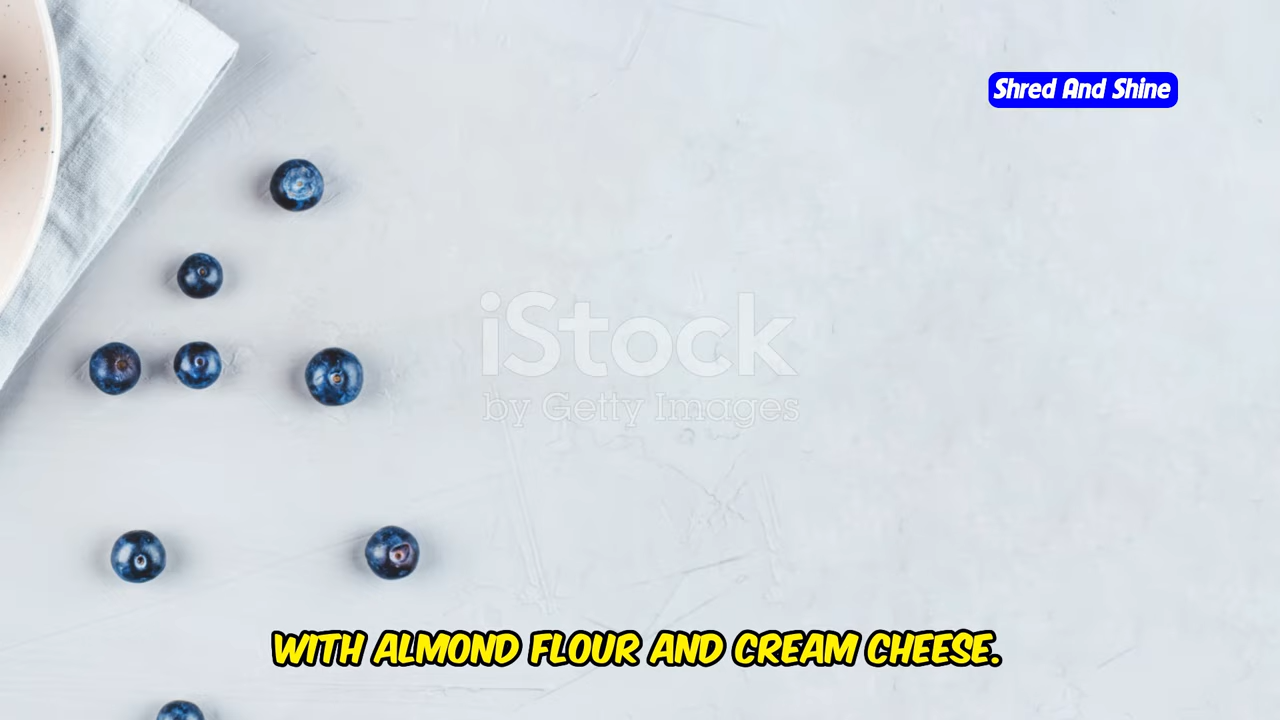 Shred And Shine
iStock
by Getty Images
WITH ALMOND FLOUR AND CREAM CHEESE.